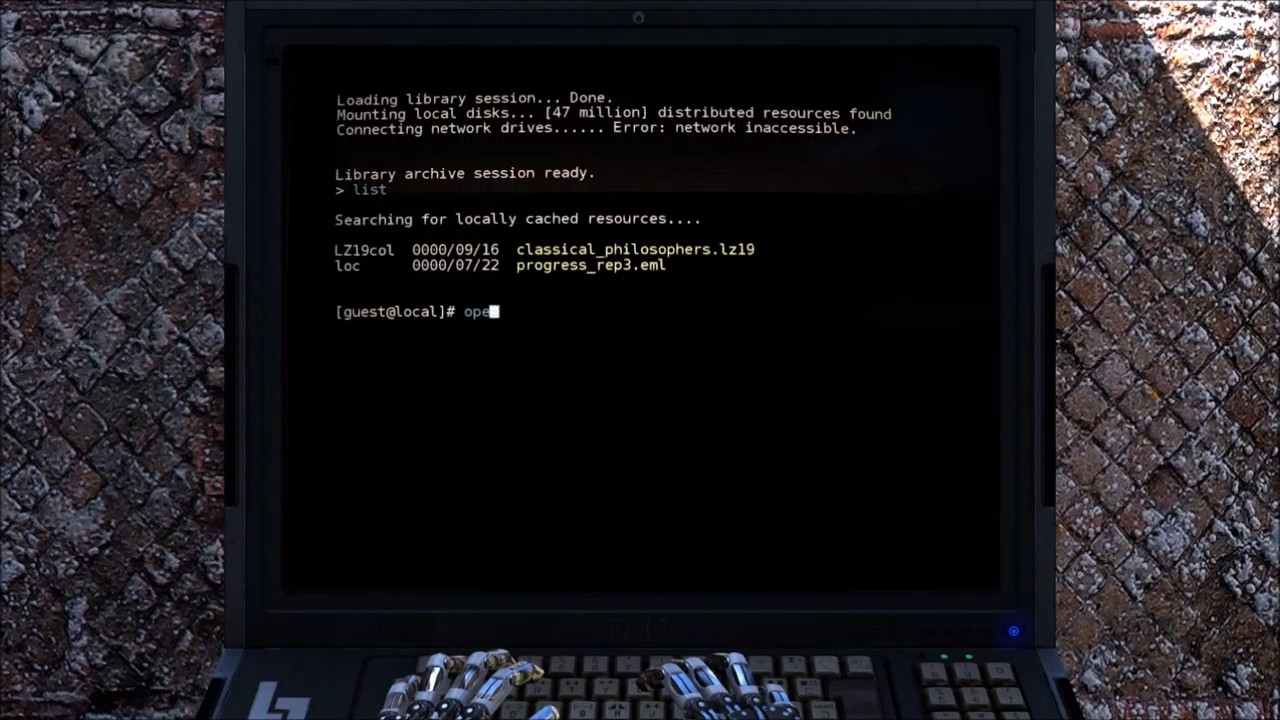 Loading library session... Done.
Mounting local disks... [47 million] distributed resources found
Connecting network drives...... Error: network inaccessible.
Library archive session ready.
> list
Searching for locally cached resources....
LZ19col 0000/09/16 classical_philosophers.lz19
loc 0000/07/22 progress_rep3.eml
[guest@local]# ope